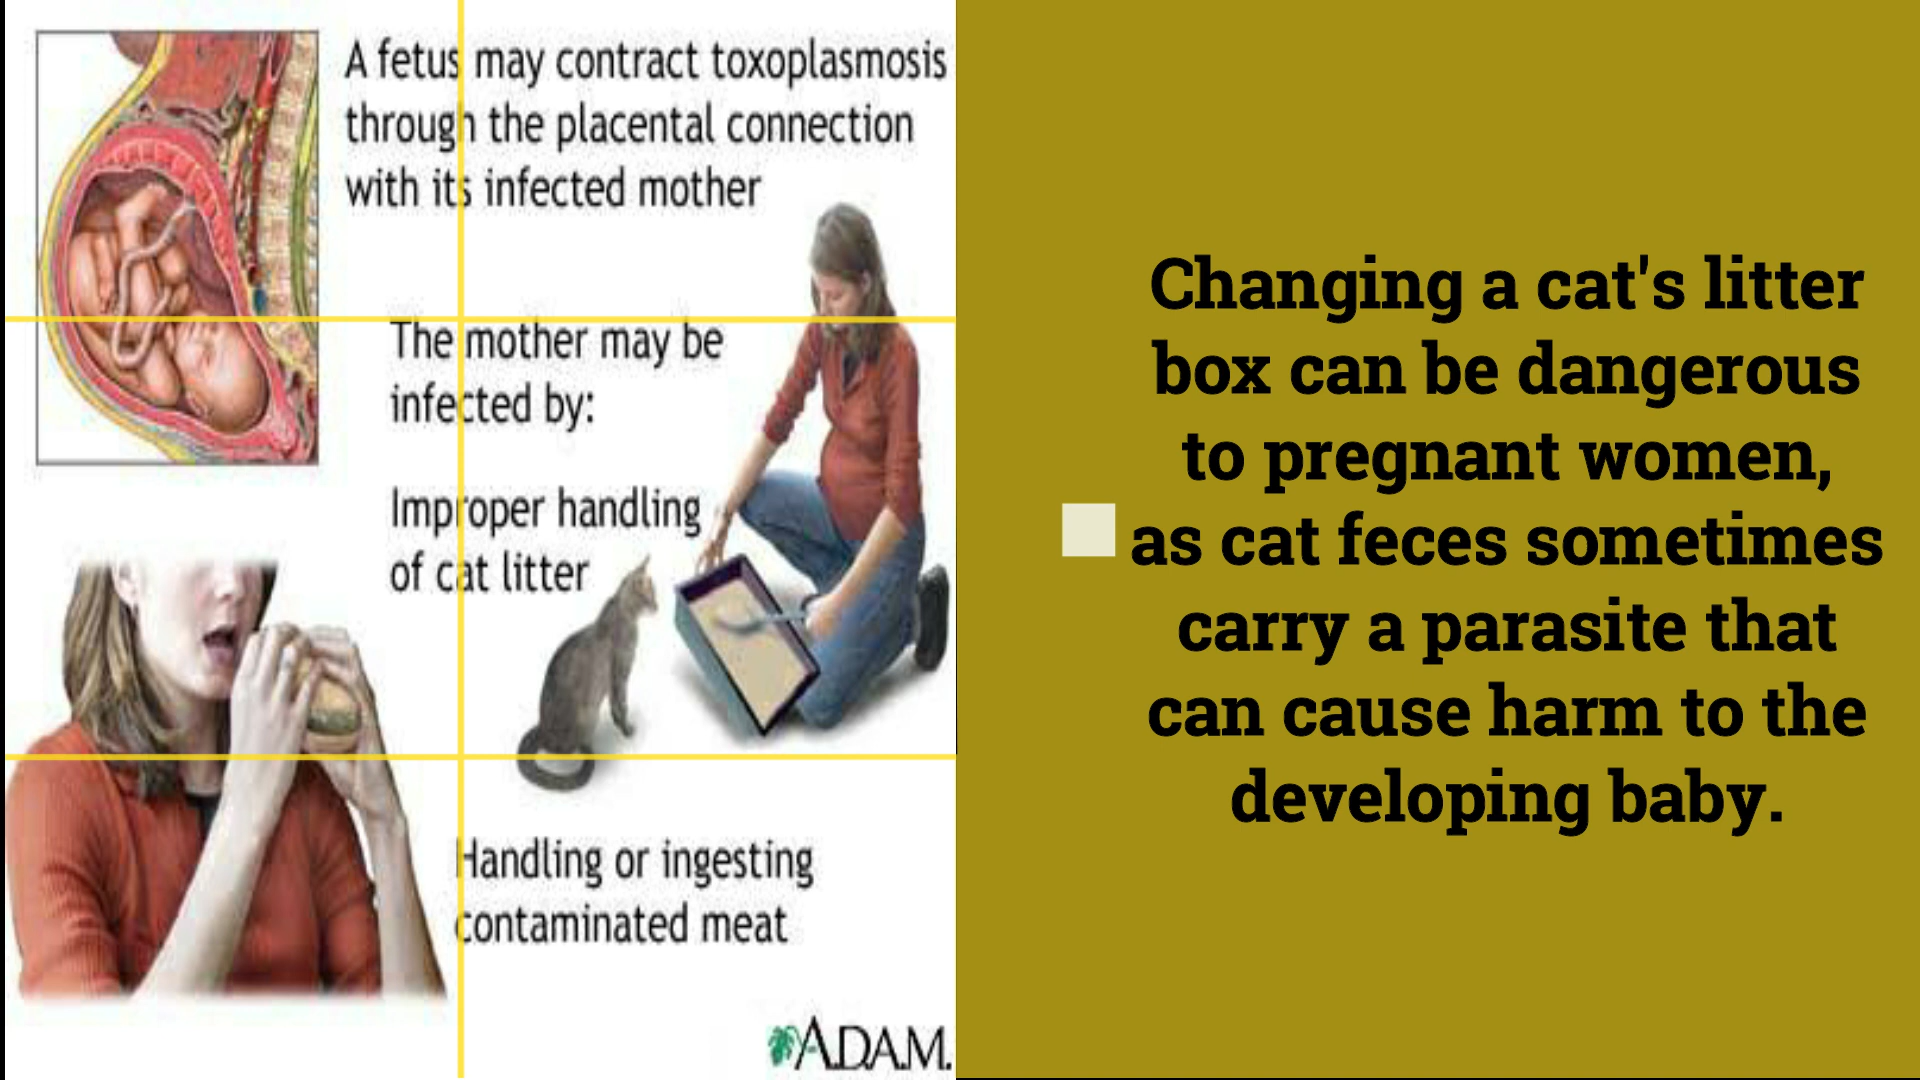 A fetus may contract toxoplasmosis
through the placental connection
with its infected mother
The mother may be
infected by:
Improper handling
of cat litter
Handling or ingesting
contaminated meat
A.D.A.M.
Changing a cat's litter
box can be dangerous
to pregnant women,
as cat feces sometimes
carry a parasite that
can cause harm to the
developing baby.